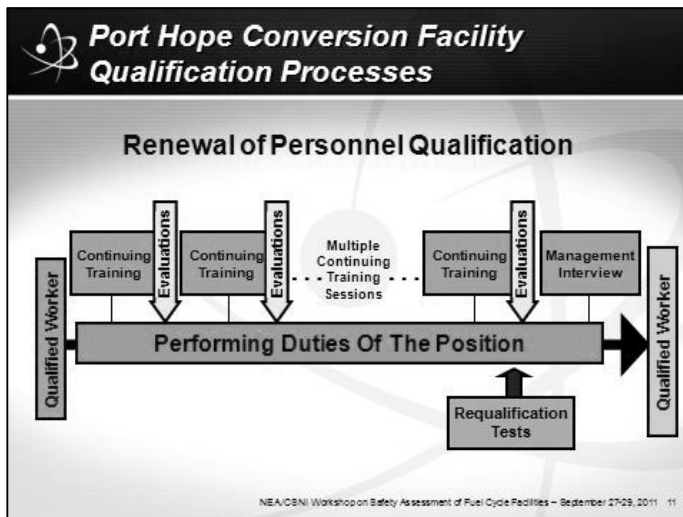 Port Hope Conversion Facility
Qualification Processes
Renewal of Personnel Qualification
Qualified Worker
Continuing
Training
Evaluations
Continuing
Training
Evaluations
Multiple
Continuing
Training
Sessions
Continuing
Training
Evaluations
Management
Interview
Qualified Worker
Performing Duties Of The Position
Requalification
Tests
NEA/CSNI Workshop on Safety Assessment of Fuel Cycle Facilities – September 27-29, 2011 11